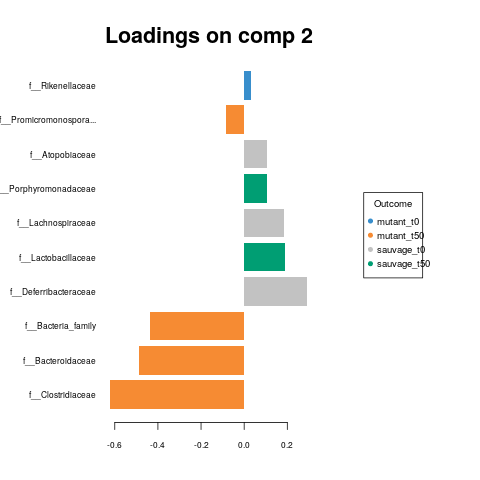 Loadings on comp 2
f__Rikenellaceae
f__Promicromonospora...
f__Atopobiaceae
__Porphyromonadaceae
f__Lachnospiraceae
f__Lactobacillaceae
f__Deferribacteraceae
f__Bacteria_family
f__Bacteroidaceae
f__Clostridiaceae
Outcome
mutant_t0
mutant_t50
sauvage_t0
sauvage_t50
-0.6 -0.4 -0.2 0.0 0.2